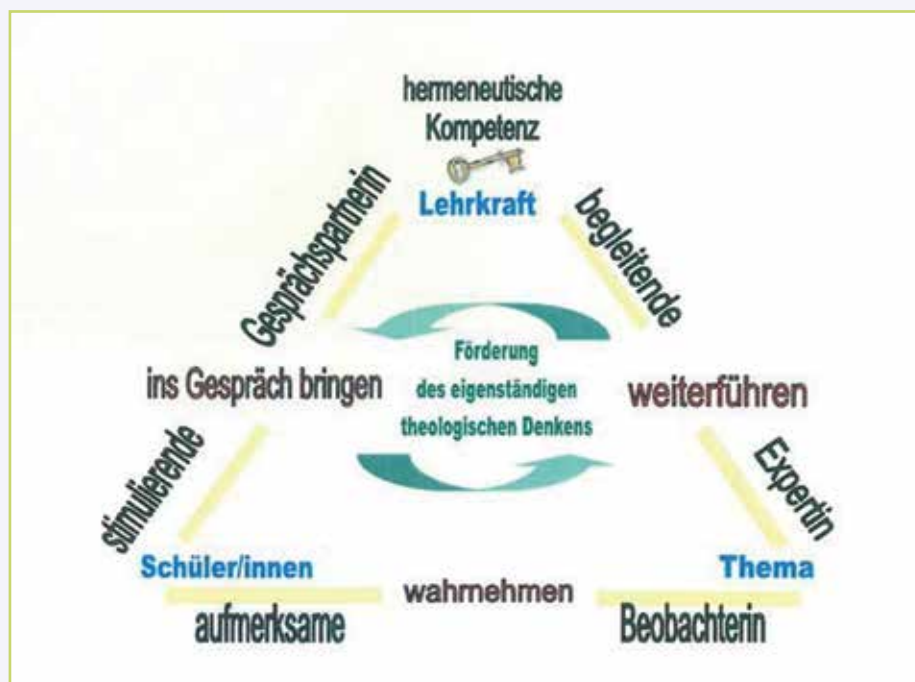 hermeneutische
Kompetenz
Lehrkraft
Gesprächspartnerin
begleitende
Förderung
des eigenständigen
theologischen Denkens
ins Gespräch bringen
weiterführen
stimulierende
Expertin
Schüler/innen
Thema
wahrnehmen
aufmerksame
Beobachterin